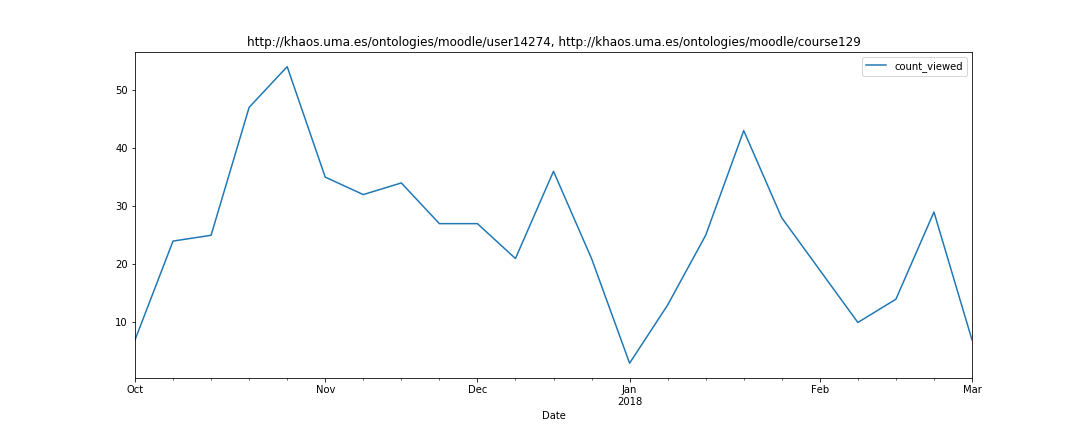 http://khaos.uma.es/ontologies/moodle/user14274, http://khaos.uma.es/ontologies/moodle/course129
count_viewed
50
40
30
20
10
Oct Nov Dec Jan Feb Mar
2018
Date